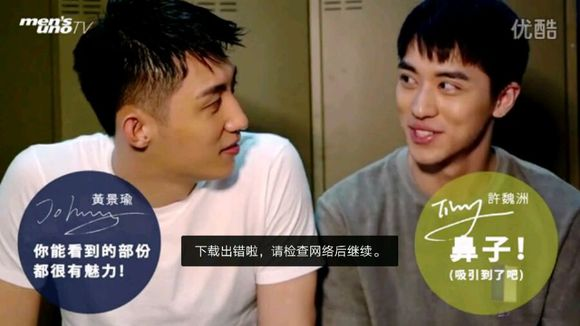 men's
uno TV
优酷
黃景瑜
Johnny
你能看到的部份
都很有魅力!
許魏洲
Timmy
鼻子!
(吸引到了吧)
下载出错啦，请检查网络后继续。